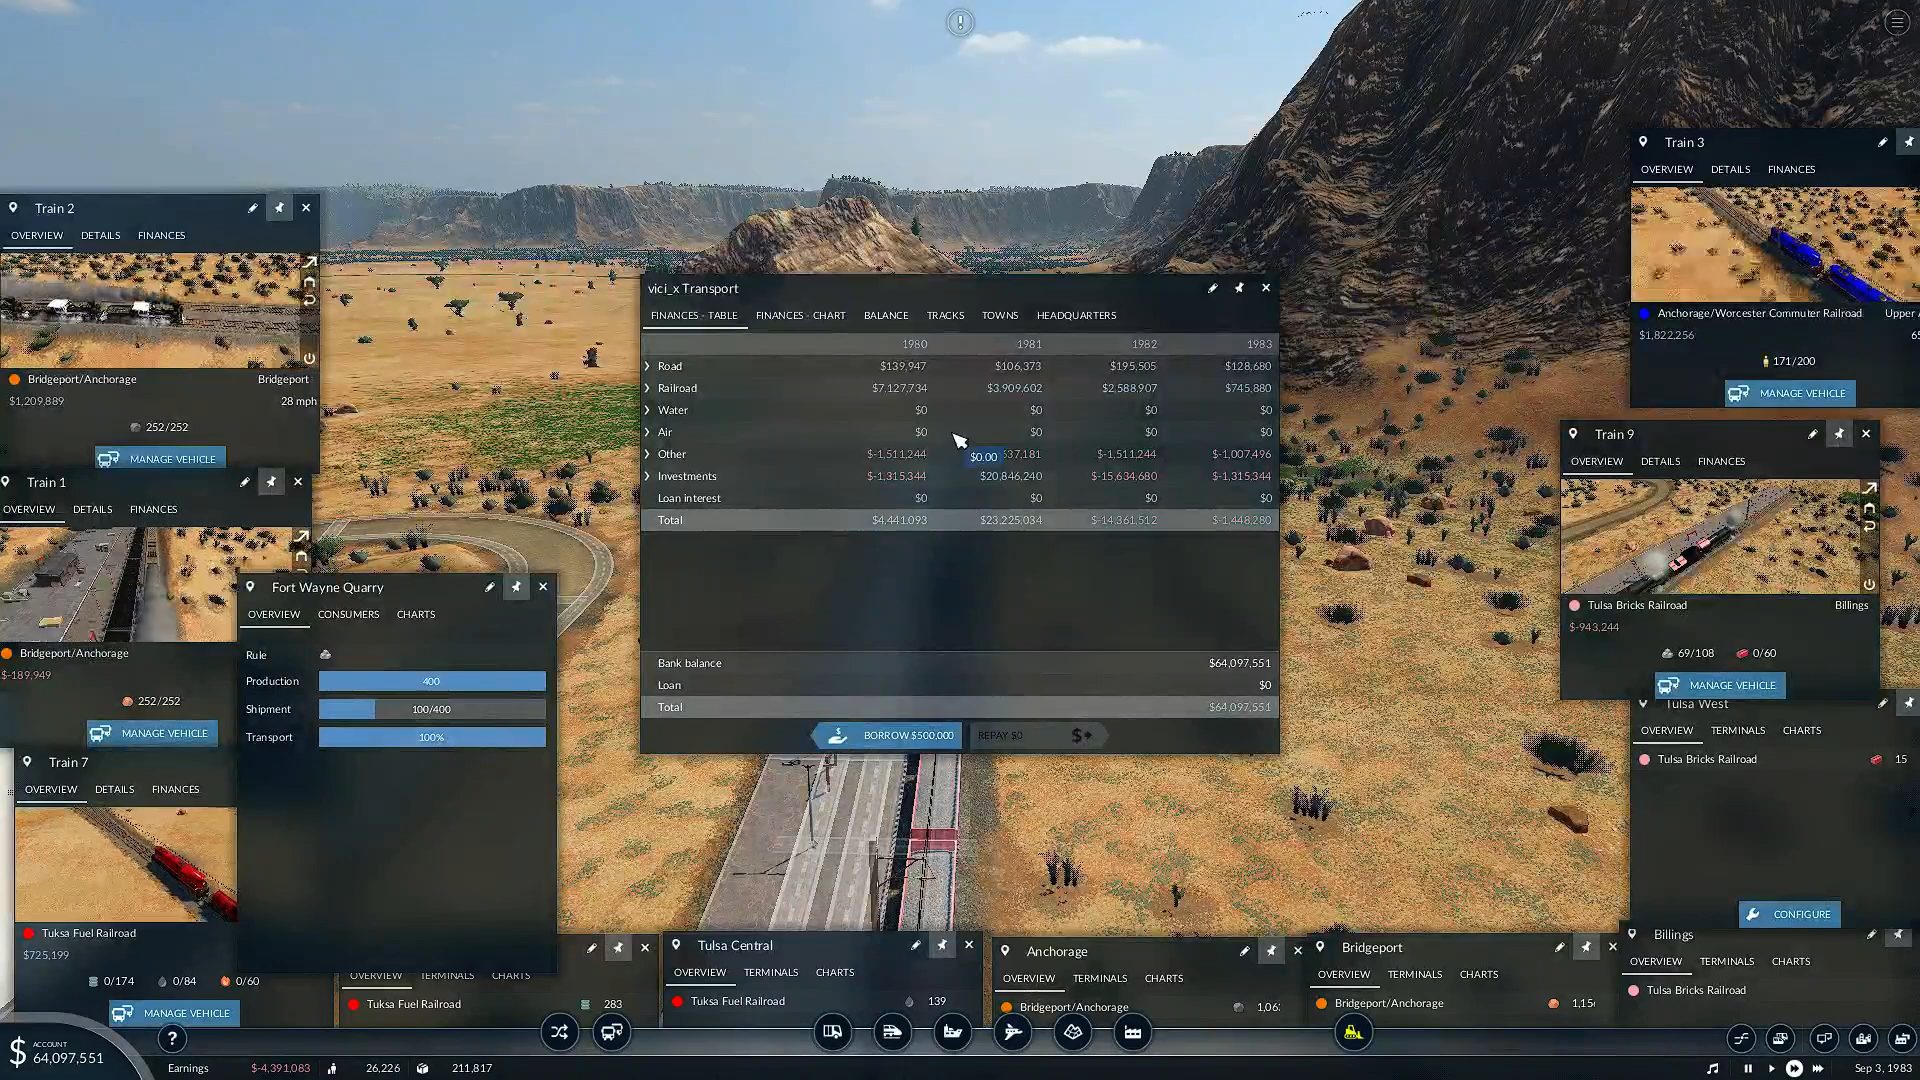 Train 2
OVERVIEW DETAILS FINANCES
Bridgeport/Anchorage Bridgeport
$1,209,889 28 mph
252/252
MANAGE VEHICLE
Train 1
OVERVIEW DETAILS FINANCES
Bridgeport/Anchorage
$-189,949
252/252
MANAGE VEHICLE
Train 7
OVERVIEW DETAILS FINANCES
Tuksa Fuel Railroad
$725,199
0/174 0/84 0/60
MANAGE VEHICLE
Fort Wayne Quarry
OVERVIEW CONSUMERS CHARTS
Rule
Production 400
Shipment 100/400
Transport 100%
vici_x Transport
FINANCES - TABLE FINANCES - CHART BALANCE TRACKS TOWNS HEADQUARTERS
1980 1981 1982 1983
Road $139,947 $106,373 $195,505 $128,680
Railroad $7,127,734 $3,909,602 $2,588,907 $745,880
Water $0 $0 $0 $0
Air $0 $0 $0 $0
Other $-1,511,244 637,181 $-1,511,244 $-1,007,496
$0.00
Investments $-1,315,344 $20,846,240 $-15,634,680 $-1,315,344
Loan interest $0 $0 $0 $0
Total $4,441,093 $23,225,034 $-14,361,512 $-1,448,280
Bank balance $64,097,551
Loan $0
Total $64,097,551
BORROW $500,000 REPAY $0
Train 3
OVERVIEW DETAILS FINANCES
Anchorage/Worcester Commuter Railroad Upper
$1,822,256
171/200
MANAGE VEHICLE
Train 9
OVERVIEW DETAILS FINANCES
Tulsa Bricks Railroad Billings
$-943,244
69/108 0/60
MANAGE VEHICLE
Tulsa West
OVERVIEW TERMINALS CHARTS
Tulsa Bricks Railroad 15
CONFIGURE
OVERVIEW TERMINALS CHARTS
Tuksa Fuel Railroad 283
Tulsa Central
OVERVIEW TERMINALS CHARTS
Tuksa Fuel Railroad 139
Anchorage
OVERVIEW TERMINALS CHARTS
Bridgeport/Anchorage 1,06
Bridgeport
OVERVIEW TERMINALS CHARTS
Bridgeport/Anchorage 1,15
Billings
OVERVIEW TERMINALS CHARTS
Tulsa Bricks Railroad
$ ACCOUNT
64,097,551
?
Earnings $-4,391,083 26,226 211,817
Sep 3, 1983